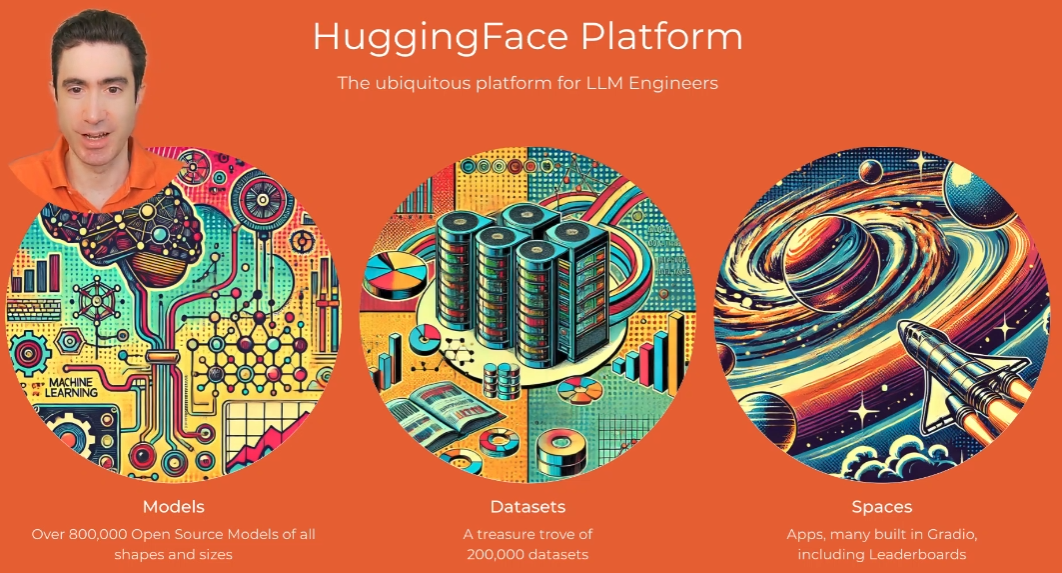 HuggingFace Platform
The ubiquitous platform for LLM Engineers
MACHINE
LEARNING
Models
Over 800,000 Open Source Models of all
shapes and sizes
Datasets
A treasure trove of
200,000 datasets
Spaces
Apps, many built in Gradio,
including Leaderboards